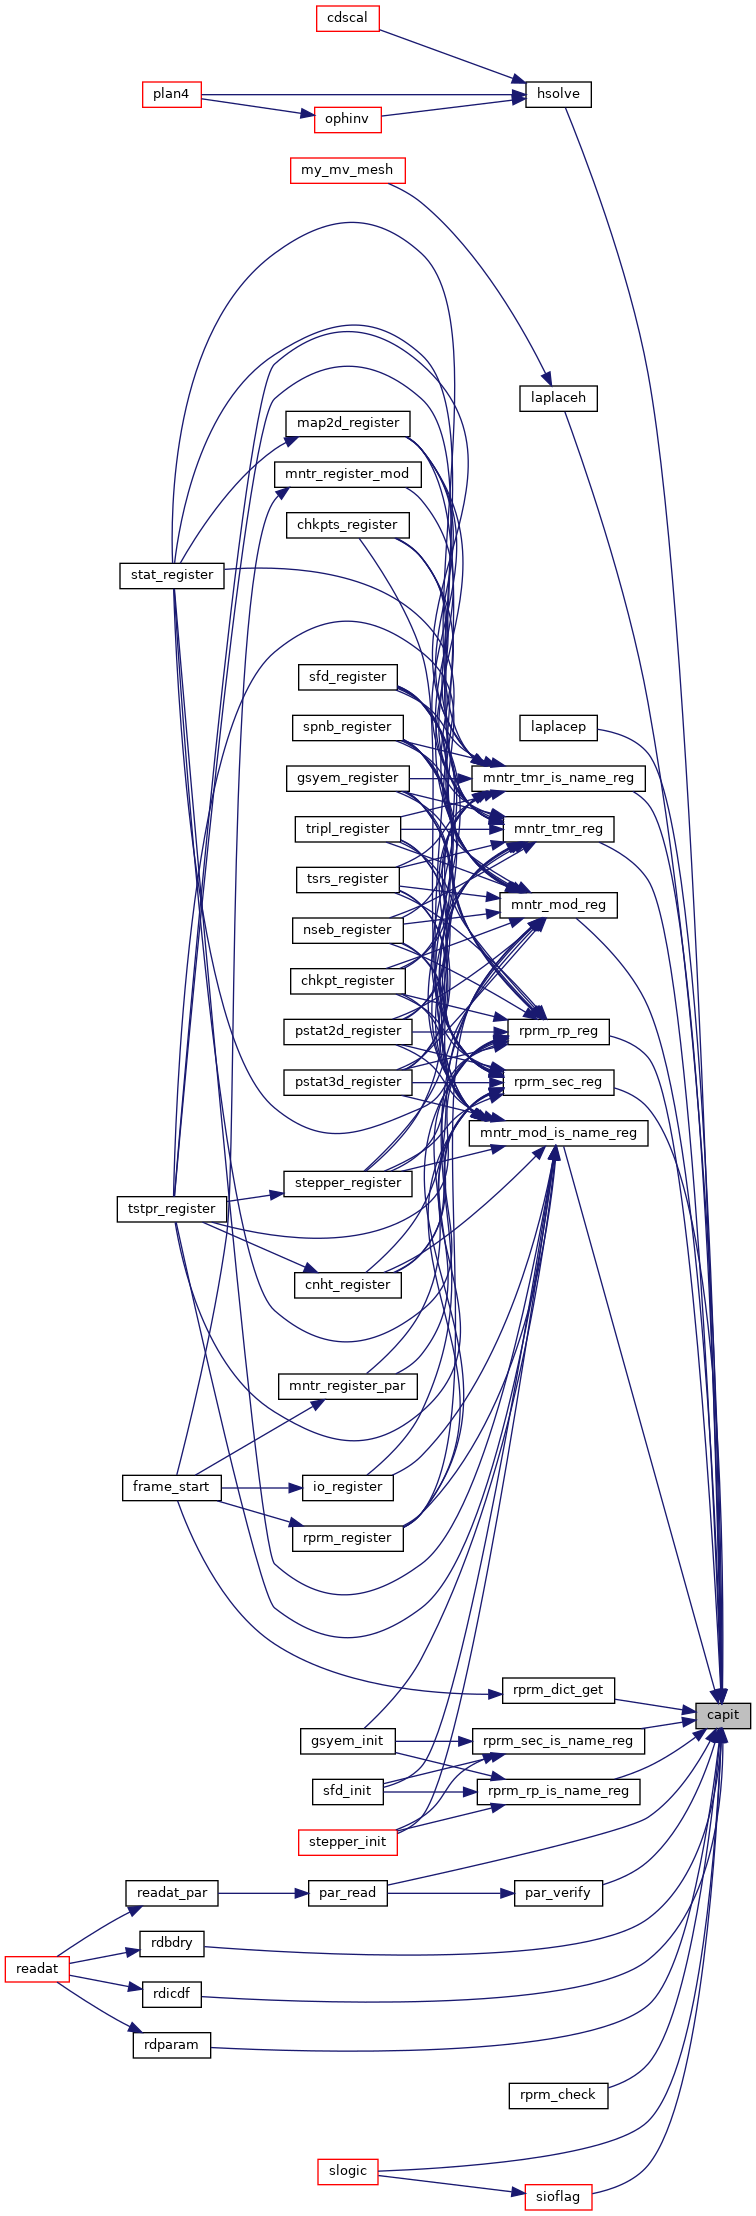 cdscal
plan4
hsolve
ophinv
my_mv_mesh
laplaceh
map2d_register
mntr_register_mod
chkpts_register
stat_register
sfd_register
spnb_register
laplacep
gsyem_register
mntr_tmr_is_name_reg
tripl_register
mntr_tmr_reg
tsrs_register
mntr_mod_reg
nseb_register
chkpt_register
pstat2d_register
rprm_rp_reg
pstat3d_register
rprm_sec_reg
mntr_mod_is_name_reg
stepper_register
tstpr_register
cnht_register
mntr_register_par
frame_start
io_register
rprm_register
rprm_dict_get
capit
gsyem_init
rprm_sec_is_name_reg
sfd_init
rprm_rp_is_name_reg
stepper_init
readat_par
par_read
par_verify
rdbdry
readat
rdicdf
rdparam
rprm_check
slogic
sioflag